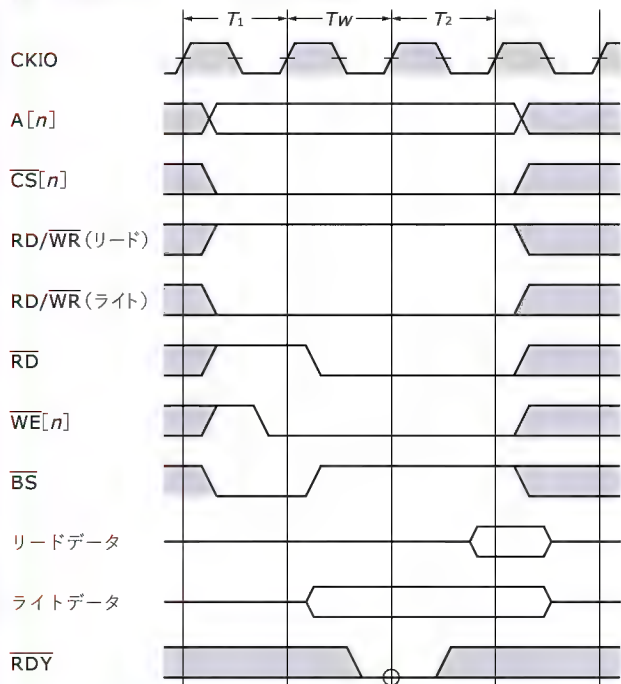 T1 Tw T2
CKIO
A[n]
CS[n]
RD/WR(リード)
RD/WR(ライト)
RD
WE[n]
BS
リードデータ
ライトデータ
RDY